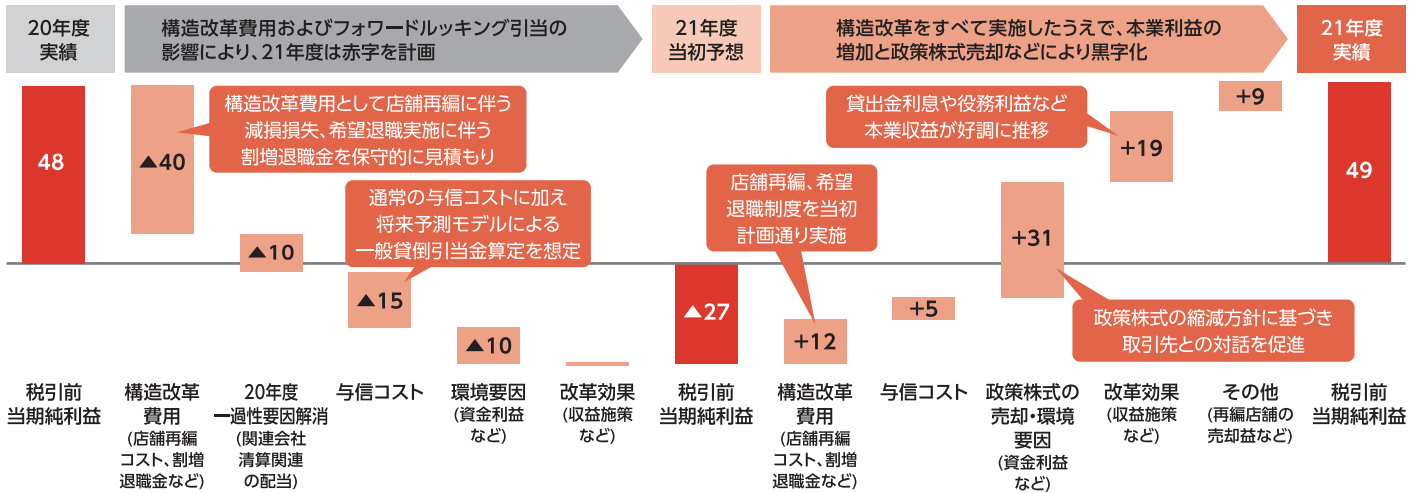 20年度
実績
構造改革費用およびフォワードルッキング引当の
影響により、21年度は赤字を計画
21年度
当初予想
構造改革をすべて実施したうえで、本業利益の
増加と政策株式売却などにより黒字化
21年度
実績
48
▲40
構造改革費用として店舗再編に伴う
減損損失、希望退職実施に伴う
割増退職金を保守的に見積もり
▲10
通常の与信コストに加え
将来予測モデルによる
一般貸倒引当金算定を想定
▲15
▲10
▲27
店舗再編、希望
退職制度を当初
計画通り実施
+12
+5
+31
政策株式の縮減方針に基づき
取引先との対話を促進
貸出金利息や役務利益など
本業収益が好調に推移
+19
+9
49
税引前
当期純利益
構造改革
費用
(店舗再編
コスト、割増
退職金など)
20年度
一過性要因解消
(関連会社
清算関連
の配当)
与信コスト
環境要因
(資金利益
など)
改革効果
(収益施策
など)
税引前
当期純利益
構造改革
費用
(店舗再編
コスト、割増
退職金など)
与信コスト
政策株式の
売却・環境
要因
(資金利益
など)
改革効果
(収益施策
など)
その他
(再編店舗の
売却益など)
税引前
当期純利益